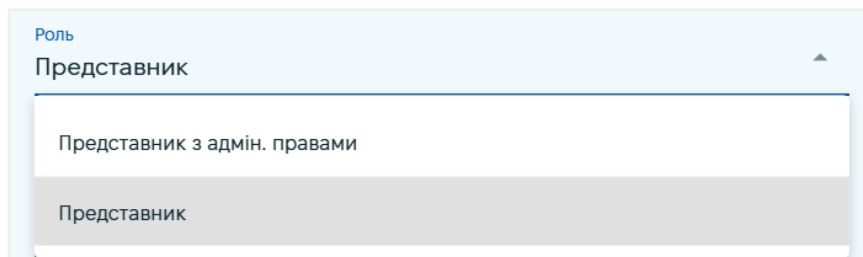 Роль
Представник
Представник з адмін. правами
Представник